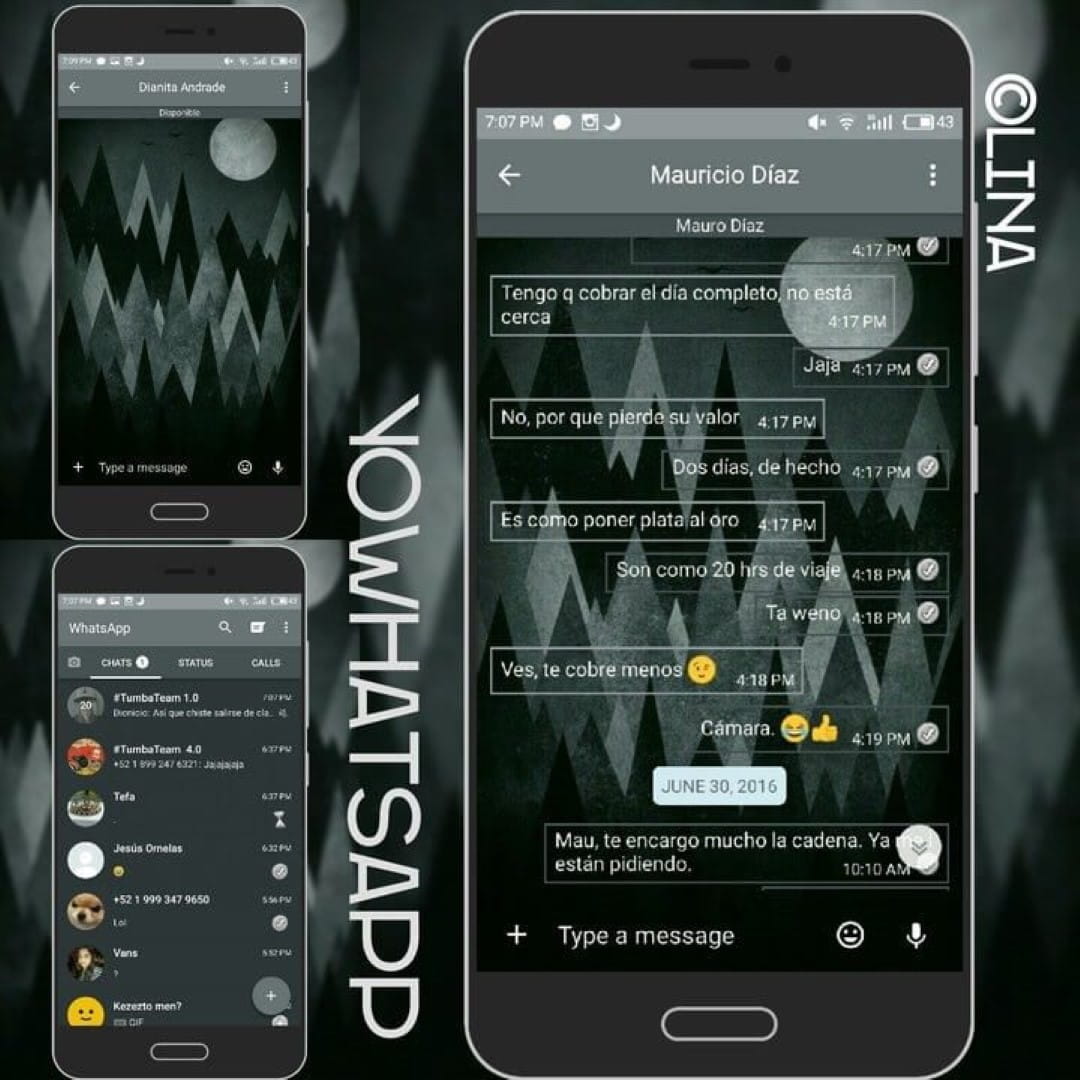 7:09 PM 43
Dianita Andrade
Disponible
Type a message
7:07 PM 43
WhatsApp
CHATS 1 STATUS CALLS
20
#TumbaTeam 1.0 7:07 PM
Dionicio: Así que chiste salirse de cla..
#TumbaTeam 4.0 6:37 PM
+52 1 899 247 6321: Jajajajaja
Tefa 6:37 PM
.
Jesús Ornelas 6:32 PM
+52 1 999 347 9650 5:56 PM
Lol
Vans 5:52 PM
?
Kezezto men?
GIF
YOWHATSAPP
7:07 PM 43
Mauricio Díaz
Mauro Díaz
4:17 PM
Tengo q cobrar el día completo, no está
cerca 4:17 PM
Jaja 4:17 PM
No, por que pierde su valor 4:17 PM
Dos días, de hecho 4:17 PM
Es como poner plata al oro 4:17 PM
Son como 20 hrs de viaje 4:18 PM
Ta weno 4:18 PM
Ves, te cobre menos 😉 4:18 PM
Cámara. 😂👍 4:19 PM
JUNE 30, 2016
Mau, te encargo mucho la cadena. Ya
están pidiendo. 10:10 AM
Type a message
©LINA